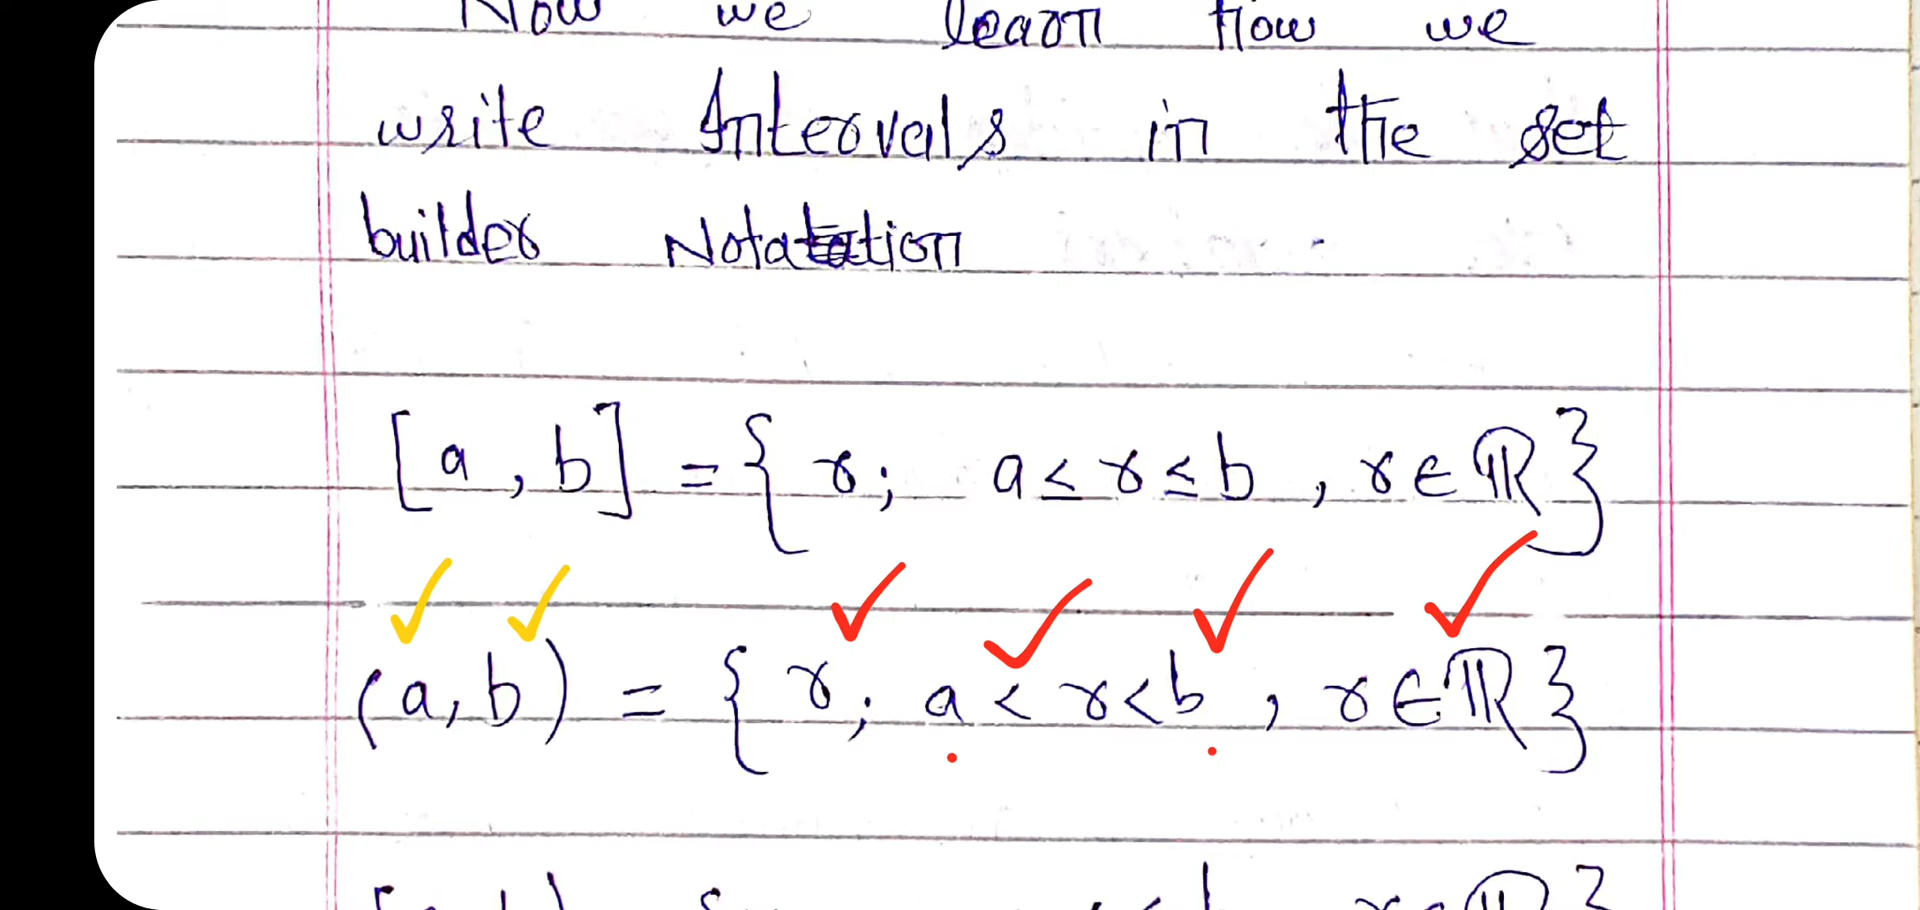 Now we learn how we
write Intervals in the set
builder Notation
[a, b] = { r; a ≤ r ≤ b , r ∈ ℝ }
(a, b) = { r; a < r < b , r ∈ ℝ }